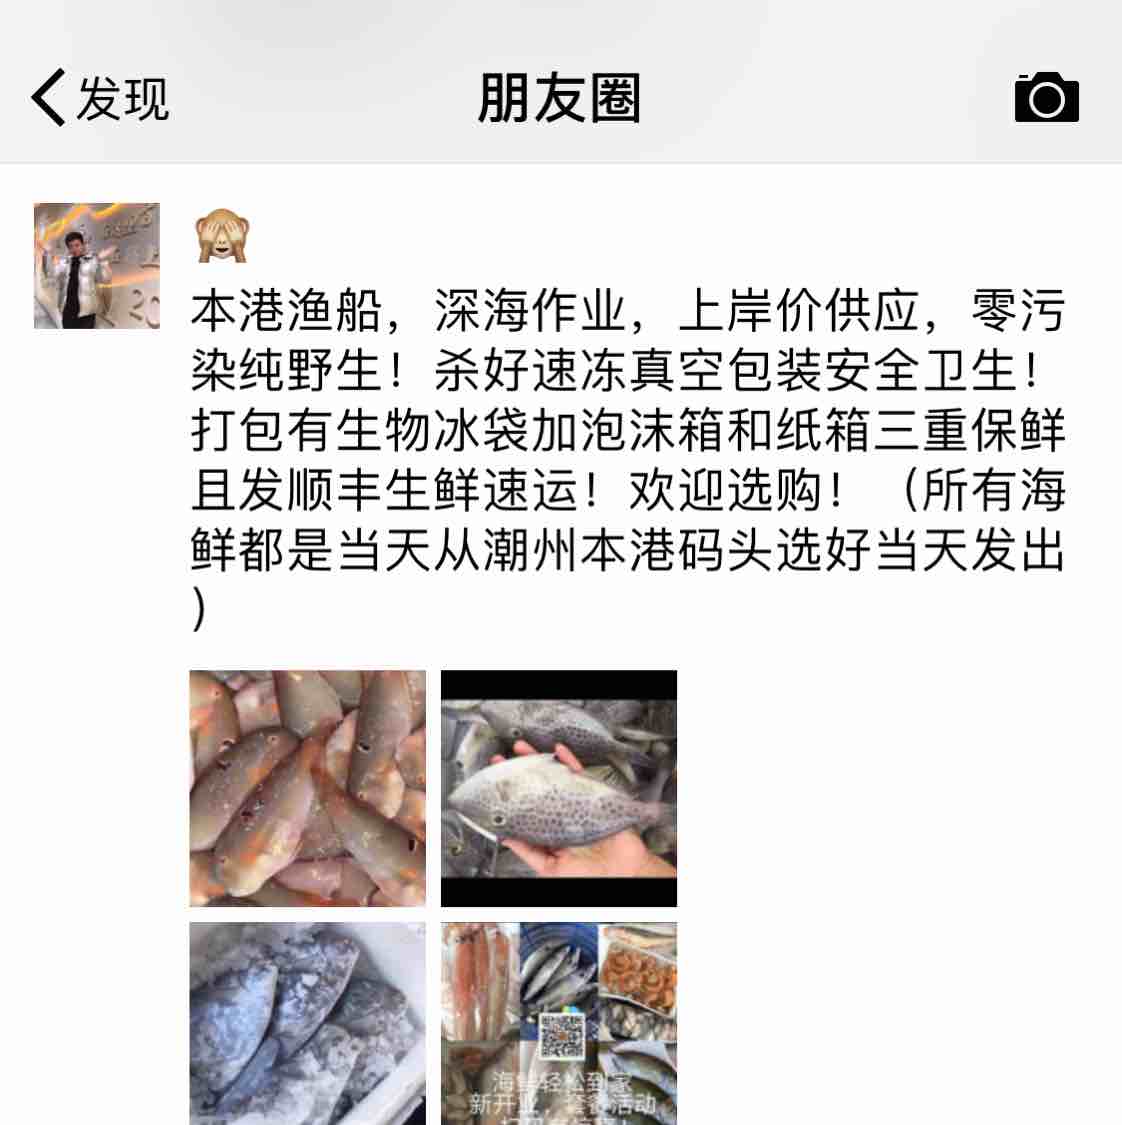 发现
朋友圈
本港渔船，深海作业，上岸价供应，零污
染纯野生！杀好速冻真空包装安全卫生！
打包有生物冰袋加泡沫箱和纸箱三重保鲜
且发顺丰生鲜速运！欢迎选购！（所有海
鲜都是当天从潮州本港码头选好当天发出
）
海鲜轻松到家
新开业，套餐活动